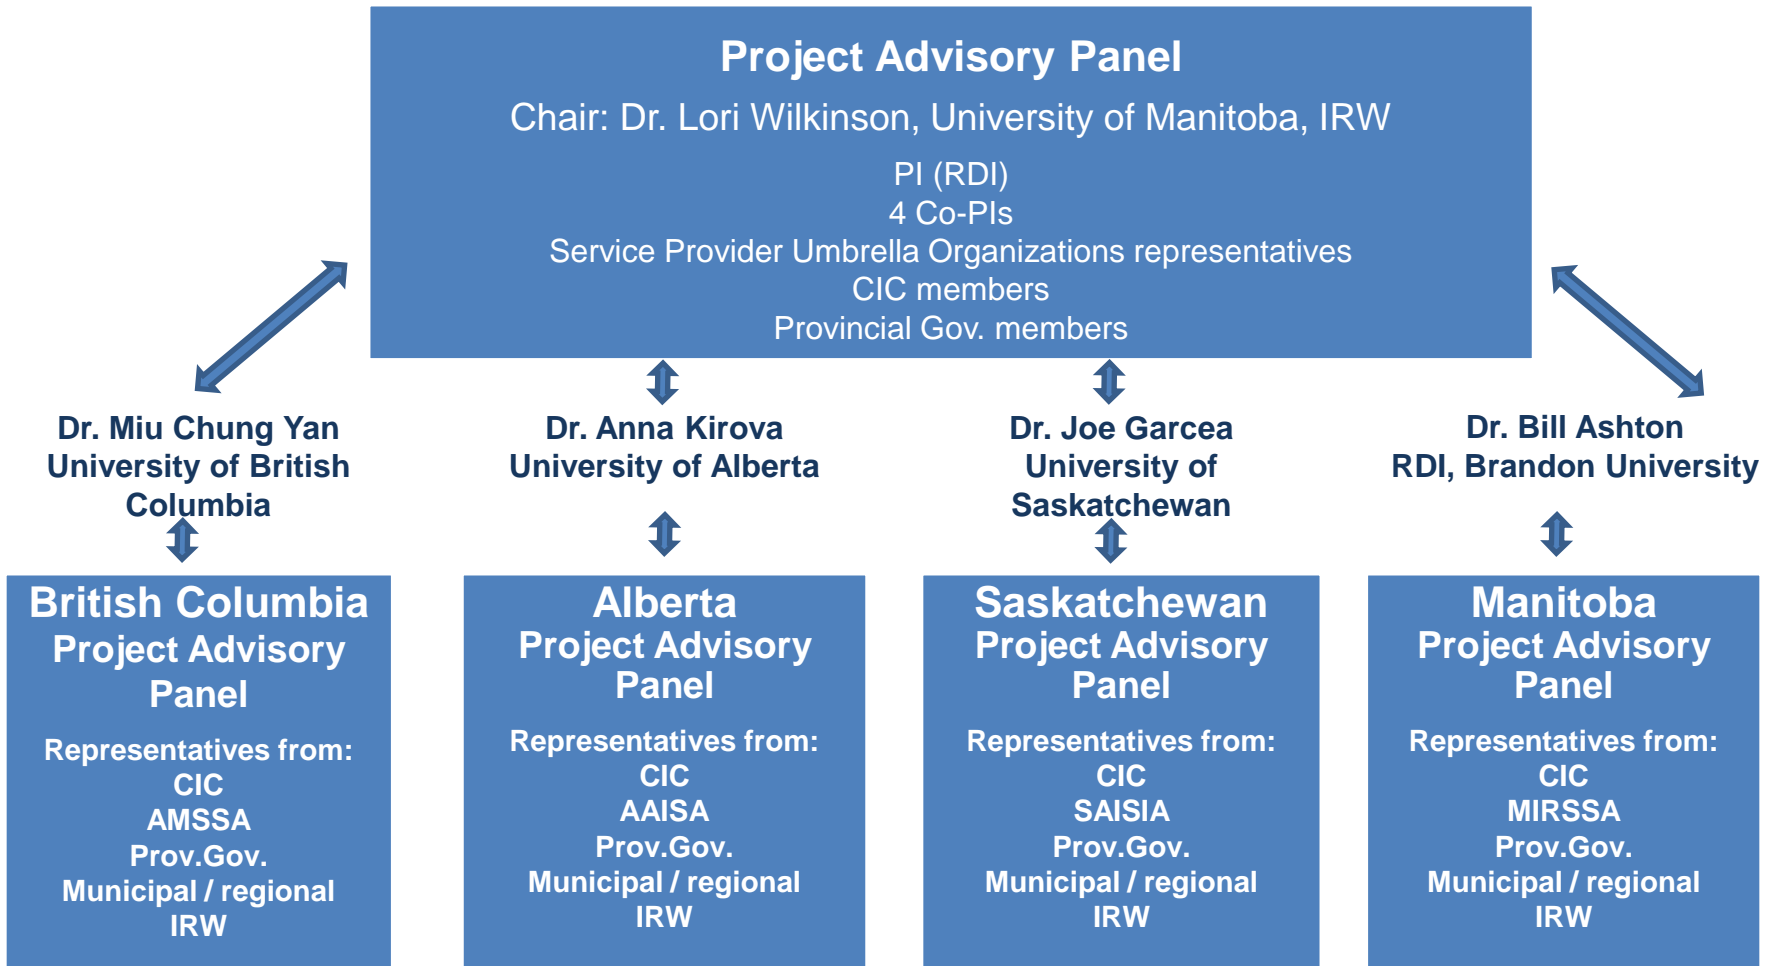 Project Advisory Panel
Chair: Dr. Lori Wilkinson, University of Manitoba, IRW
PI (RDI)
4 Co-PIs
Service Provider Umbrella Organizations representatives
CIC members
Provincial Gov. members
Dr. Miu Chung Yan
University of British
Columbia
Dr. Anna Kirova
University of Alberta
Dr. Joe Garcea
University of
Saskatchewan
Dr. Bill Ashton
RDI, Brandon University
British Columbia
Project Advisory
Panel
Representatives from:
CIC
AMSSA
Prov.Gov.
Municipal / regional
IRW
Alberta
Project Advisory
Panel
Representatives from:
CIC
AAISA
Prov.Gov.
Municipal / regional
IRW
Saskatchewan
Project Advisory
Panel
Representatives from:
CIC
SAISIA
Prov.Gov.
Municipal / regional
IRW
Manitoba
Project Advisory
Panel
Representatives from:
CIC
MIRSSA
Prov.Gov.
Municipal / regional
IRW